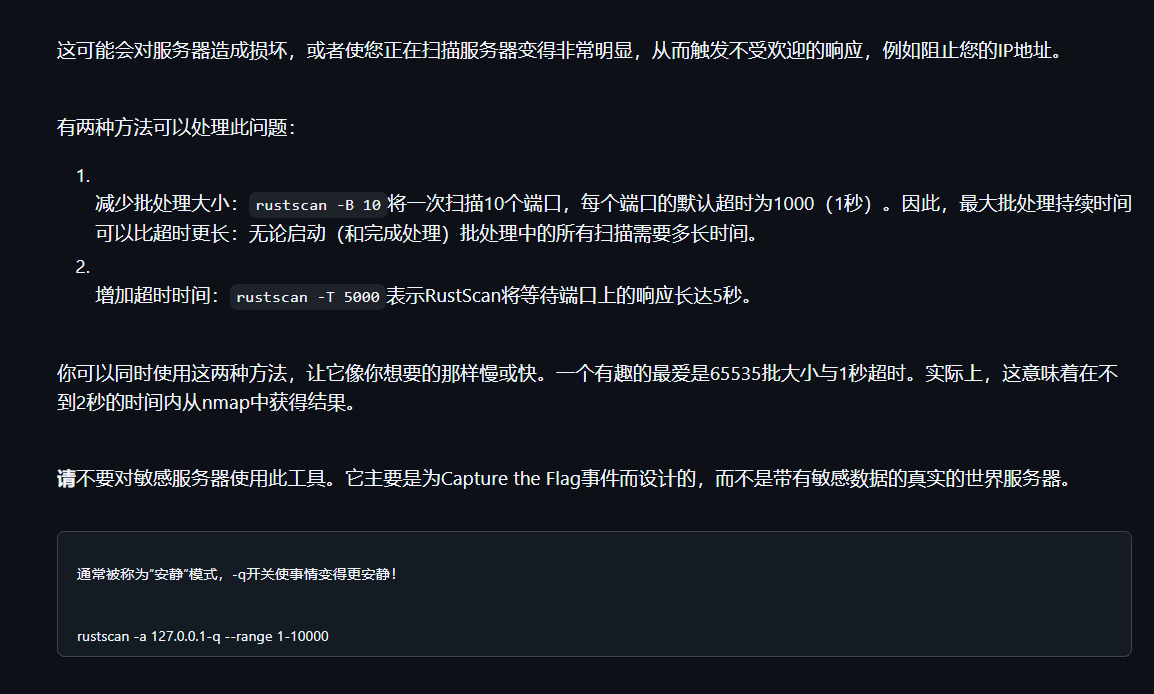 这可能会对服务器造成损坏，或者使您正在扫描服务器变得非常明显，从而触发不受欢迎的响应，例如阻止您的IP地址。
有两种方法可以处理此问题：
1.
减少批处理大小： rustscan -B 10 将一次扫描10个端口，每个端口的默认超时为1000（1秒）。因此，最大批处理持续时间
可以比超时更长：无论启动（和完成处理）批处理中的所有扫描需要多长时间。
2.
增加超时时间： rustscan -T 5000 表示RustScan将等待端口上的响应长达5秒。
你可以同时使用这两种方法，让它像你想要的那样慢或快。一个有趣的最爱是65535批大小与1秒超时。实际上，这意味着在不
到2秒的时间内从nmap中获得结果。
请不要对敏感服务器使用此工具。它主要是为Capture the Flag事件而设计的，而不是带有敏感数据的真实的世界服务器。
通常被称为"安静"模式，-q开关使事情变得更安静！
rustscan -a 127.0.0.1-q --range 1-10000